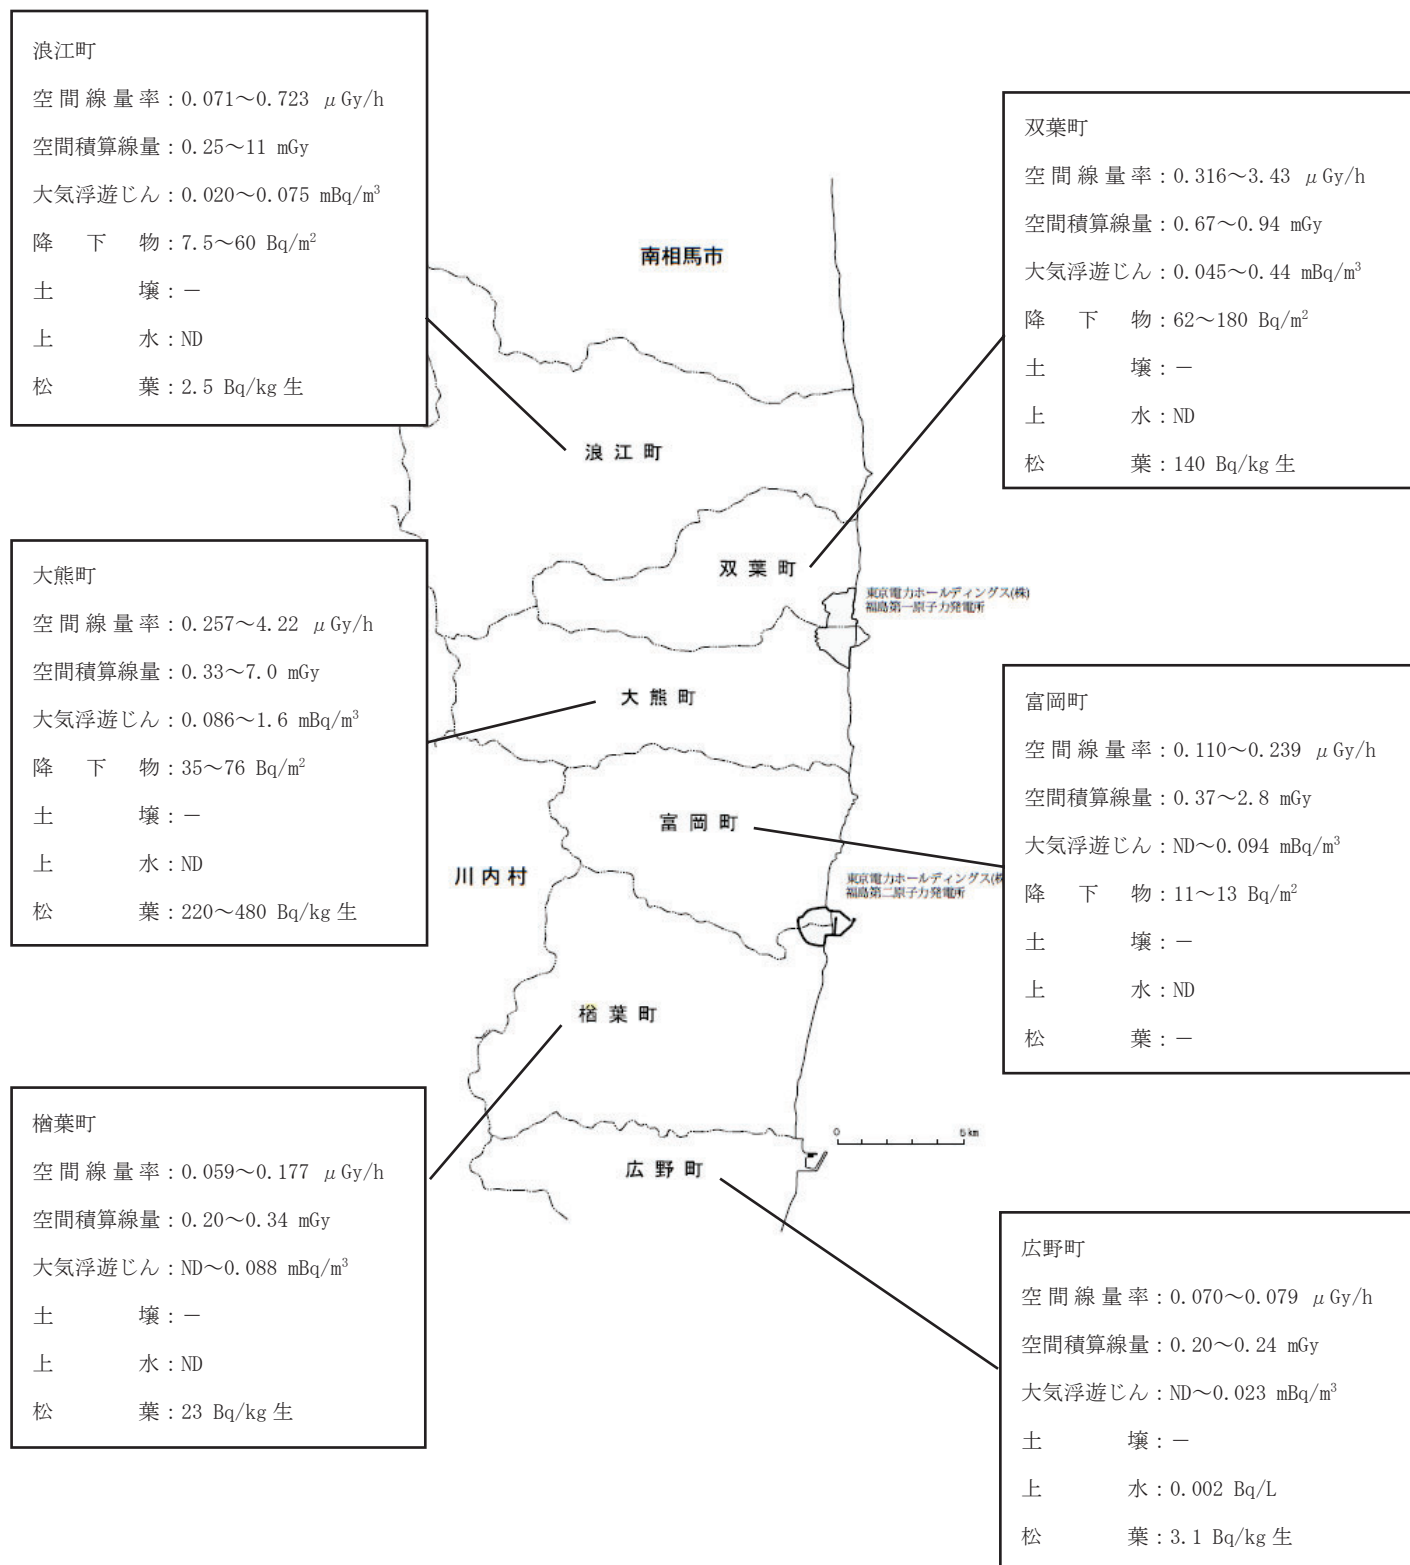 浪江町
空間線量率：0.071～0.723 μGy/h
空間積算線量：0.25～11 mGy
大気浮遊じん：0.020～0.075 mBq/m³
降下物：7.5～60 Bq/m²
土壌：－
上水：ND
松葉：2.5 Bq/kg 生
双葉町
空間線量率：0.316～3.43 μGy/h
空間積算線量：0.67～0.94 mGy
大気浮遊じん：0.045～0.44 mBq/m³
降下物：62～180 Bq/m²
土壌：－
上水：ND
松葉：140 Bq/kg 生
南相馬市
浪江町
双葉町
東京電力ホールディングス(株)
福島第一原子力発電所
大熊町
空間線量率：0.257～4.22 μGy/h
空間積算線量：0.33～7.0 mGy
大気浮遊じん：0.086～1.6 mBq/m³
降下物：35～76 Bq/m²
土壌：－
上水：ND
松葉：220～480 Bq/kg 生
大熊町
富岡町
空間線量率：0.110～0.239 μGy/h
空間積算線量：0.37～2.8 mGy
大気浮遊じん：ND～0.094 mBq/m³
降下物：11～13 Bq/m²
土壌：－
上水：ND
松葉：－
富岡町
川内村
東京電力ホールディングス(株
福島第二原子力発電所
楢葉町
楢葉町
空間線量率：0.059～0.177 μGy/h
空間積算線量：0.20～0.34 mGy
大気浮遊じん：ND～0.088 mBq/m³
土壌：－
上水：ND
松葉：23 Bq/kg 生
0 5km
広野町
広野町
空間線量率：0.070～0.079 μGy/h
空間積算線量：0.20～0.24 mGy
大気浮遊じん：ND～0.023 mBq/m³
土壌：－
上水：0.002 Bq/L
松葉：3.1 Bq/kg 生